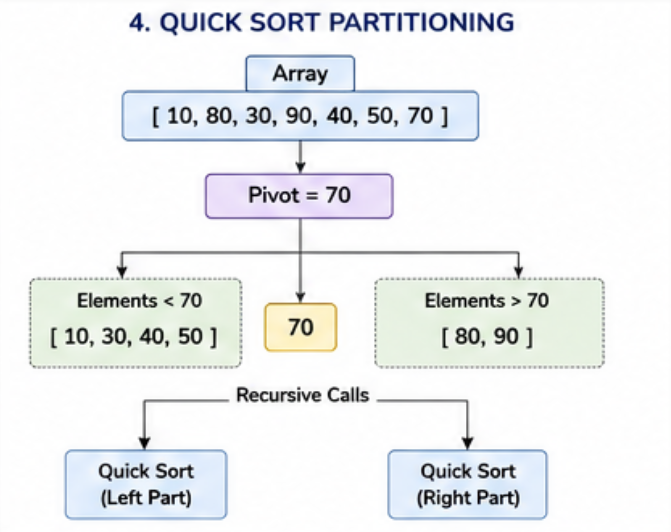 4. QUICK SORT PARTITIONING
Array
[ 10, 80, 30, 90, 40, 50, 70 ]
Pivot = 70
Elements < 70
[ 10, 30, 40, 50 ]
70
Elements > 70
[ 80, 90 ]
Recursive Calls
Quick Sort
(Left Part)
Quick Sort
(Right Part)